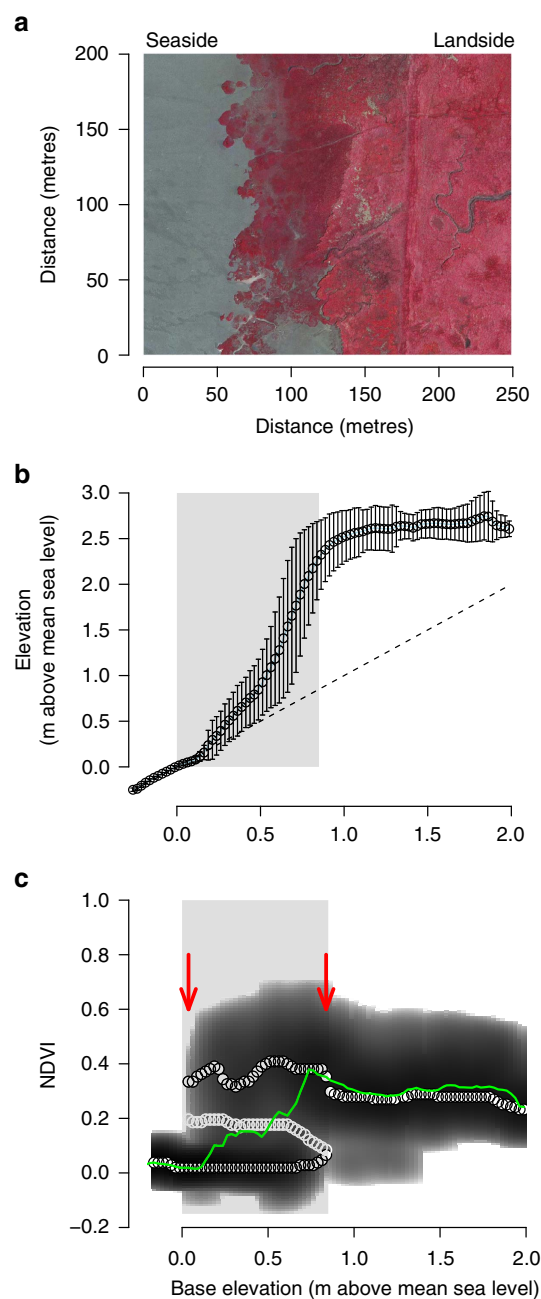 a
Seaside
Landside
200
150
100
50
0
Distance (metres)
0 50 100 150 200 250
Distance (metres)
b
3.0
2.5
2.0
1.5
1.0
0.5
0.0
Elevation
(m above mean sea level)
0.0 0.5 1.0 1.5 2.0
c
1.0
0.8
0.6
0.4
0.2
0.0
−0.2
NDVI
0.0 0.5 1.0 1.5 2.0
Base elevation (m above mean sea level)